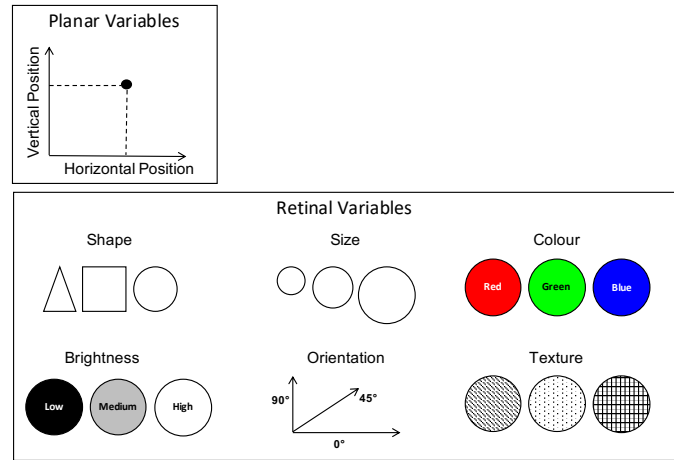 Planar Variables
Vertical Position
Horizontal Position
Retinal Variables
Shape
Size
Colour
Red
Green
Blue
Brightness
Orientation
Texture
Low
Medium
High
90°
45°
0°